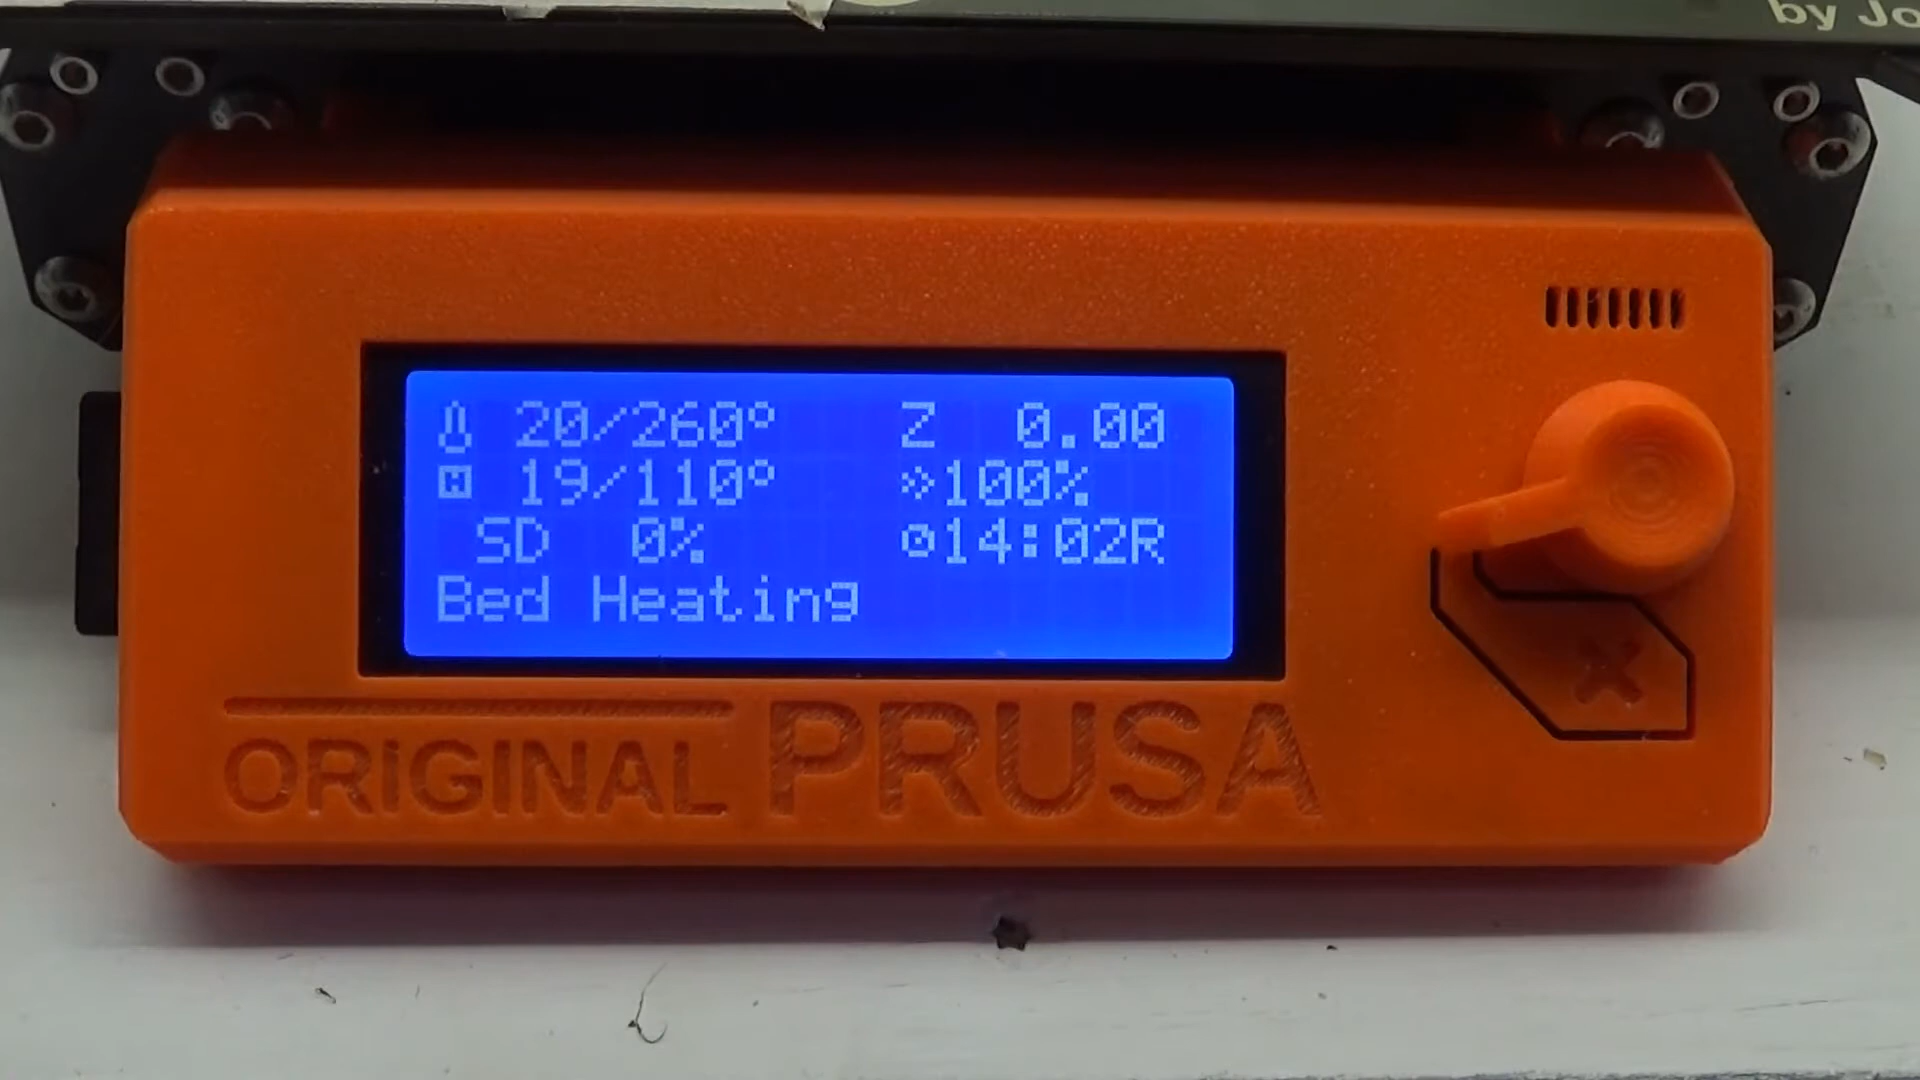 by Jo
20/260° Z 0.00
19/110° 100%
SD 0% 14:02R
Bed Heating
ORIGINAL PRUSA